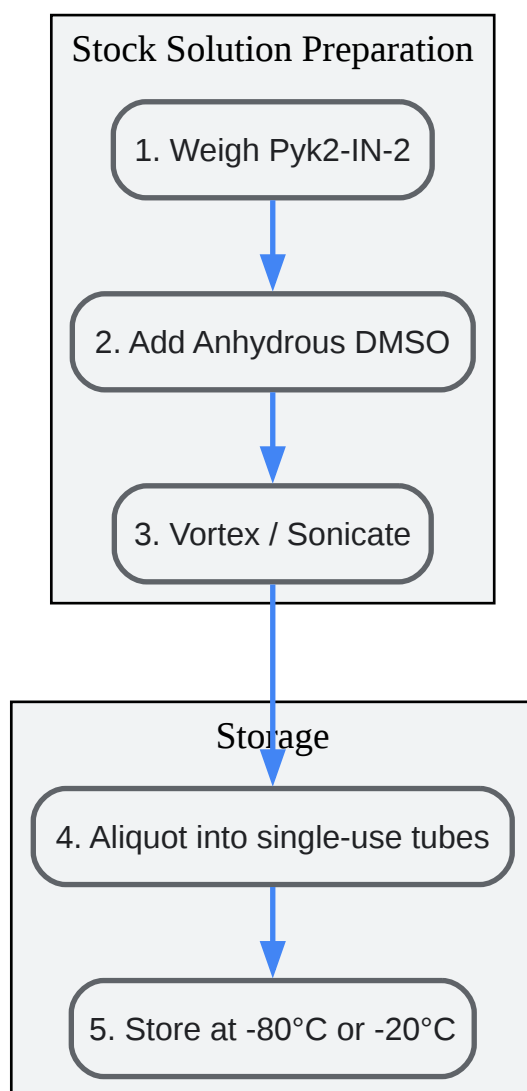 Stock Solution Preparation
1. Weigh Pyk2-IN-2
2. Add Anhydrous DMSO
3. Vortex / Sonicate
Storage
4. Aliquot into single-use tubes
5. Store at -80°C or -20°C